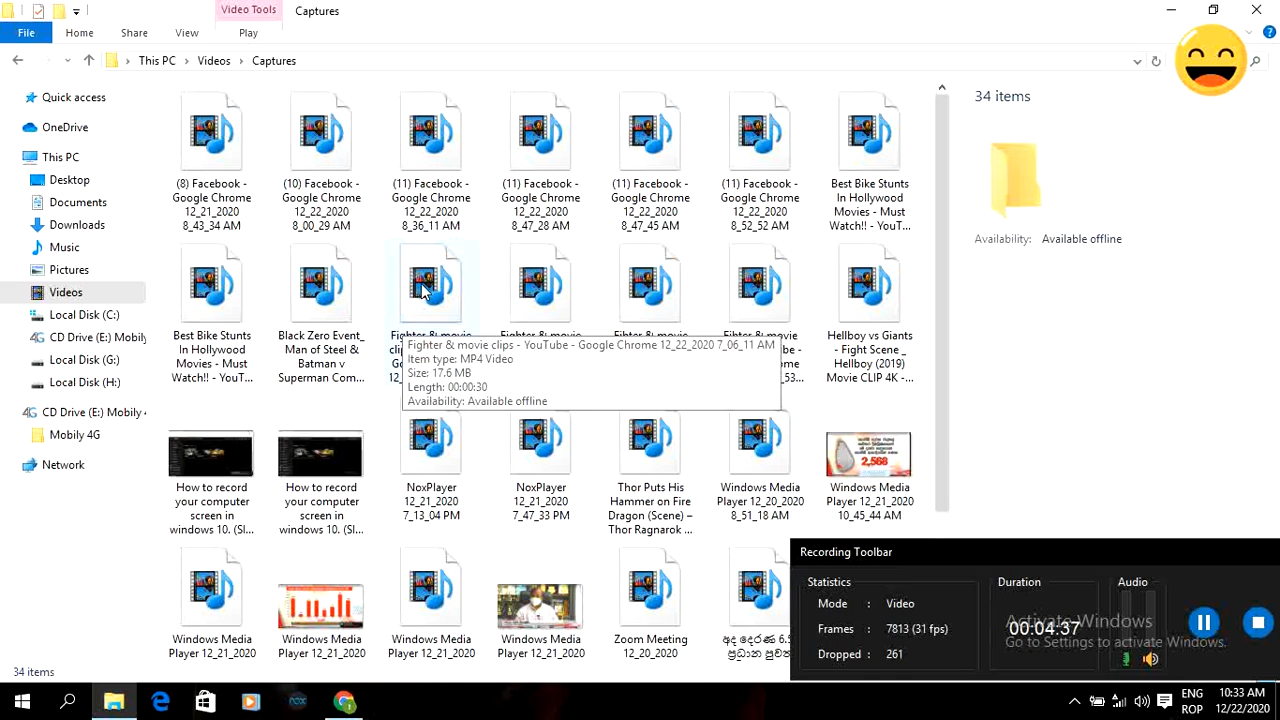 Video Tools
Captures
File
Home
Share
View
Play
This PC
Videos
Captures
Quick access
OneDrive
This PC
Desktop
Documents
Downloads
Music
Pictures
Videos
Local Disk (C:)
CD Drive (E:) Mobily
Local Disk (G:)
Local Disk (H:)
CD Drive (E:) Mobily 4
Mobily 4G
Network
(8) Facebook -
Google Chrome
12_21_2020
8_43_34 AM
(10) Facebook -
Google Chrome
12_22_2020
8_00_29 AM
(11) Facebook -
Google Chrome
12_22_2020
8_36_11 AM
(11) Facebook -
Google Chrome
12_22_2020
8_47_28 AM
(11) Facebook -
Google Chrome
12_22_2020
8_47_45 AM
(11) Facebook -
Google Chrome
12_22_2020
8_52_52 AM
Best Bike Stunts
In Hollywood
Movies - Must
Watch!! - YouT...
Best Bike Stunts
In Hollywood
Movies - Must
Watch!! - YouT...
Black Zero Event_
Man of Steel &
Batman v
Superman Com...
Fighter & movie clips - YouTube - Google Chrome 12_22_2020 7_06_11 AM
Item type: MP4 Video
Size: 17.6 MB
Length: 00:00:30
Availability: Available offline
Hellboy vs Giants
- Fight Scene _
Hellboy (2019)
Movie CLIP 4K -...
How to record
your computer
screen in
windows 10. (Sl...
How to record
your computer
screen in
windows 10. (Sl...
NoxPlayer
12_21_2020
7_13_04 PM
NoxPlayer
12_21_2020
7_47_33 PM
Thor Puts His
Hammer on Fire
Dragon (Scene) –
Thor Ragnarok ...
Windows Media
Player 12_20_2020
8_51_18 AM
2,568
Windows Media
Player 12_21_2020
10_45_44 AM
Windows Media
Player 12_21_2020
Windows Media
Player 12_21_2020
Windows Media
Player 12_21_2020
Windows Media
Player 12_21_2020
Zoom Meeting
12_20_2020
අද දෙරණ 6.5
34 items
Availability: Available offline
Recording Toolbar
Statistics
Mode : Video
Frames : 7813 (31 fps)
Dropped : 261
Duration
00:04:37
Audio
Activate Windows
Go to Settings to activate Windows.
34 items
ENG
ROP
10:33 AM
12/22/2020